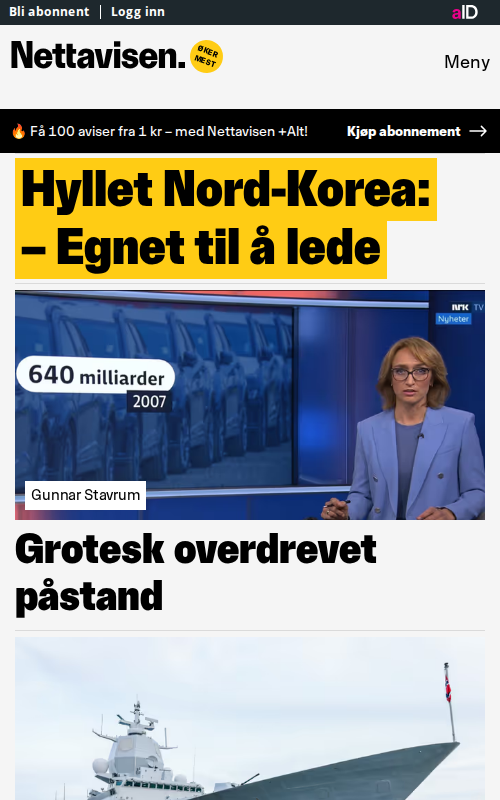 Bli abonnent
Logg inn
aID
Nettavisen.
ØKER
MEST
Meny
🔥 Få 100 aviser fra 1 kr – med Nettavisen +Alt!
Kjøp abonnement →
Hyllet Nord-Korea:
– Egnet til å lede
NRK TV
Nyheter
640 milliarder
2007
Gunnar Stavrum
Grotesk overdrevet
påstand